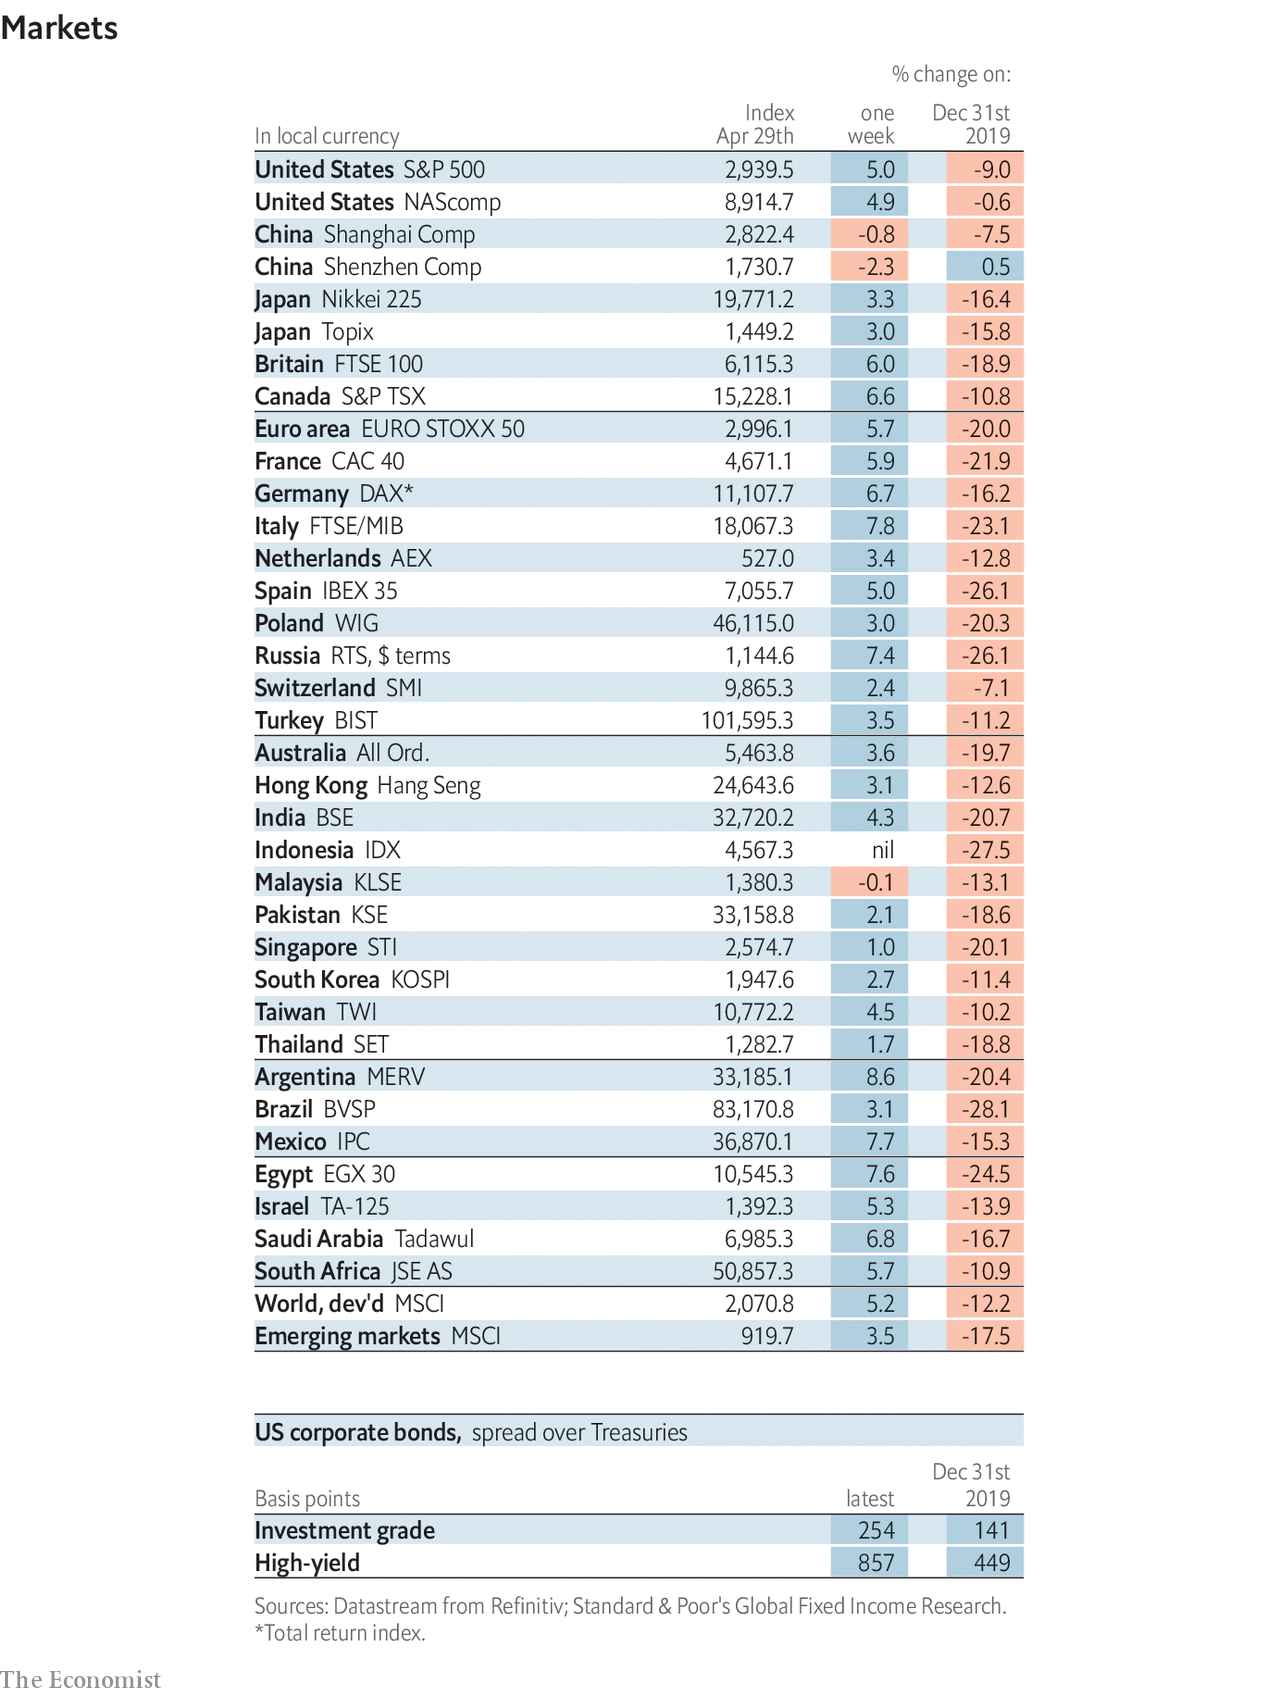 Markets
% change on:
Index one Dec 31st
In local currency Apr 29th week 2019
United States S&P 500 2,939.5 5.0 -9.0
United States NAScomp 8,914.7 4.9 -0.6
China Shanghai Comp 2,822.4 -0.8 -7.5
China Shenzhen Comp 1,730.7 -2.3 0.5
Japan Nikkei 225 19,771.2 3.3 -16.4
Japan Topix 1,449.2 3.0 -15.8
Britain FTSE 100 6,115.3 6.0 -18.9
Canada S&P TSX 15,228.1 6.6 -10.8
Euro area EURO STOXX 50 2,996.1 5.7 -20.0
France CAC 40 4,671.1 5.9 -21.9
Germany DAX* 11,107.7 6.7 -16.2
Italy FTSE/MIB 18,067.3 7.8 -23.1
Netherlands AEX 527.0 3.4 -12.8
Spain IBEX 35 7,055.7 5.0 -26.1
Poland WIG 46,115.0 3.0 -20.3
Russia RTS, $ terms 1,144.6 7.4 -26.1
Switzerland SMI 9,865.3 2.4 -7.1
Turkey BIST 101,595.3 3.5 -11.2
Australia All Ord. 5,463.8 3.6 -19.7
Hong Kong Hang Seng 24,643.6 3.1 -12.6
India BSE 32,720.2 4.3 -20.7
Indonesia IDX 4,567.3 nil -27.5
Malaysia KLSE 1,380.3 -0.1 -13.1
Pakistan KSE 33,158.8 2.1 -18.6
Singapore STI 2,574.7 1.0 -20.1
South Korea KOSPI 1,947.6 2.7 -11.4
Taiwan TWI 10,772.2 4.5 -10.2
Thailand SET 1,282.7 1.7 -18.8
Argentina MERV 33,185.1 8.6 -20.4
Brazil BVSP 83,170.8 3.1 -28.1
Mexico IPC 36,870.1 7.7 -15.3
Egypt EGX 30 10,545.3 7.6 -24.5
Israel TA-125 1,392.3 5.3 -13.9
Saudi Arabia Tadawul 6,985.3 6.8 -16.7
South Africa JSE AS 50,857.3 5.7 -10.9
World, dev'd MSCI 2,070.8 5.2 -12.2
Emerging markets MSCI 919.7 3.5 -17.5
US corporate bonds, spread over Treasuries
Dec 31st
Basis points latest 2019
Investment grade 254 141
High-yield 857 449
Sources: Datastream from Refinitiv; Standard & Poor's Global Fixed Income Research.
*Total return index.
The Economist